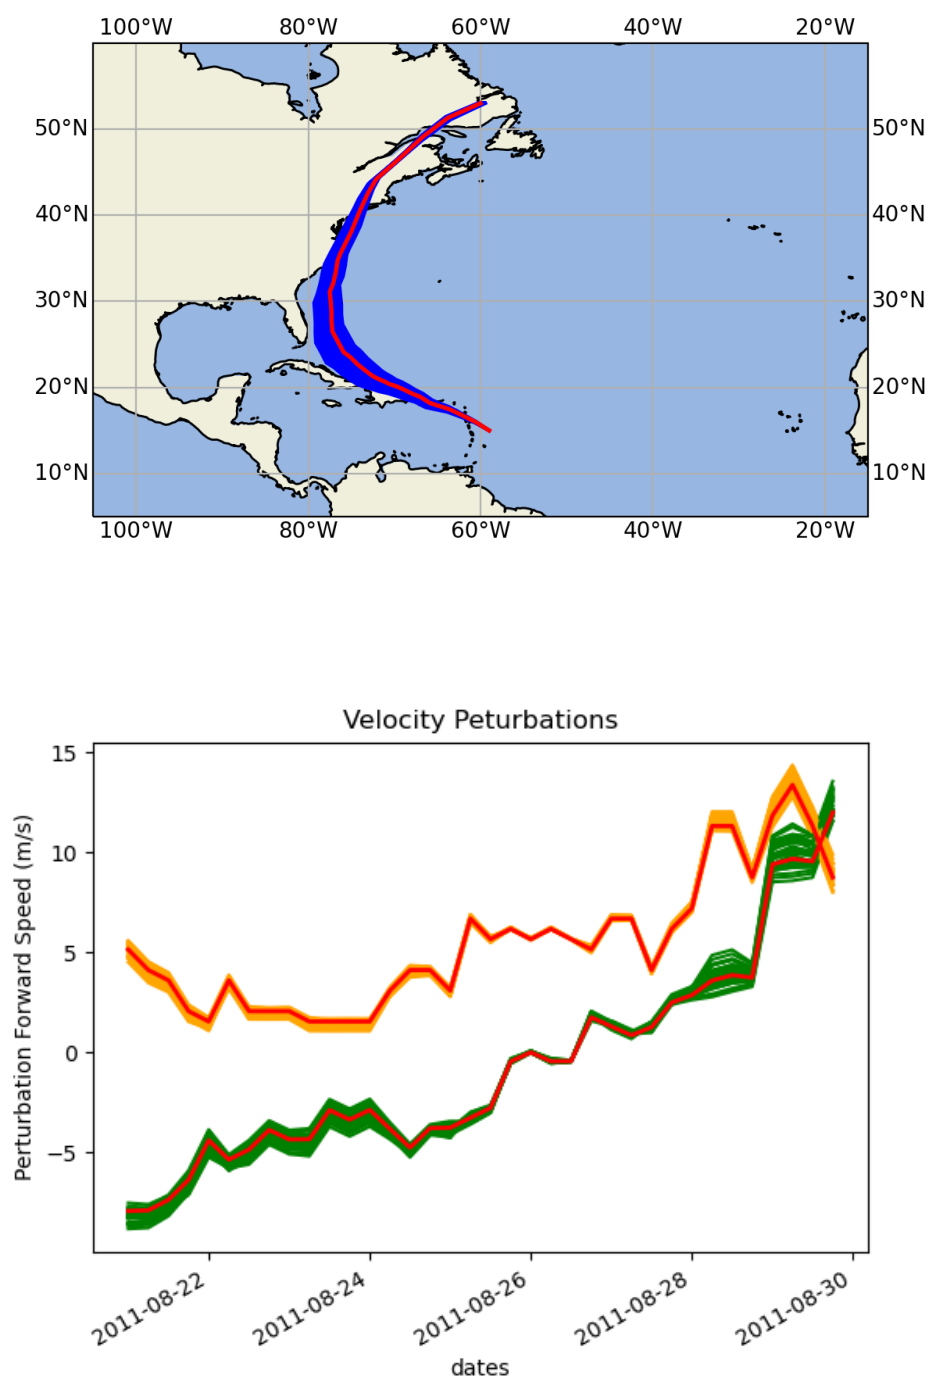 100°W 80°W 60°W 40°W 20°W
50°N 50°N
40°N 40°N
30°N 30°N
20°N 20°N
10°N 10°N
100°W 80°W 60°W 40°W 20°W
Velocity Peturbations
15
10
5
0
−5
Perturbation Forward Speed (m/s)
2011-08-22 2011-08-24 2011-08-26 2011-08-28 2011-08-30
dates